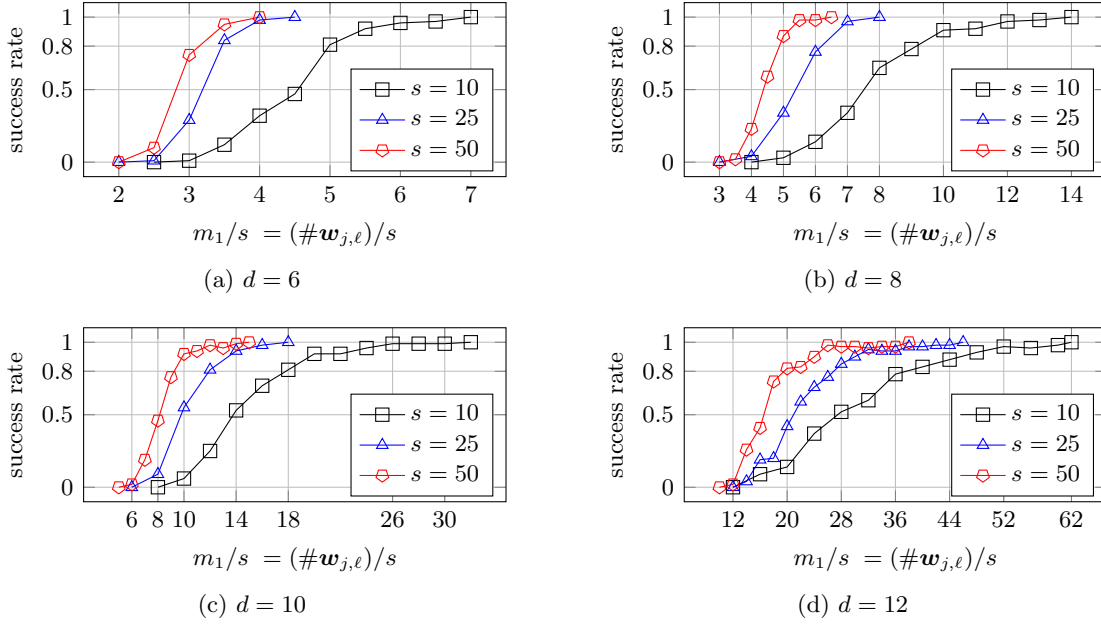 success rate
1
0.8
0.5
0
2 3 4 5 6 7
s = 10
s = 25
s = 50
m₁/s = (#𝒘ⱼ,ℓ)/s
(a) d = 6
success rate
1
0.8
0.5
0
3 4 5 6 7 8 10 12 14
s = 10
s = 25
s = 50
m₁/s = (#𝒘ⱼ,ℓ)/s
(b) d = 8
success rate
1
0.8
0.5
0
6 8 10 14 18 26 30
s = 10
s = 25
s = 50
m₁/s = (#𝒘ⱼ,ℓ)/s
(c) d = 10
success rate
1
0.8
0.5
0
12 20 28 36 44 52 62
s = 10
s = 25
s = 50
m₁/s = (#𝒘ⱼ,ℓ)/s
(d) d = 12